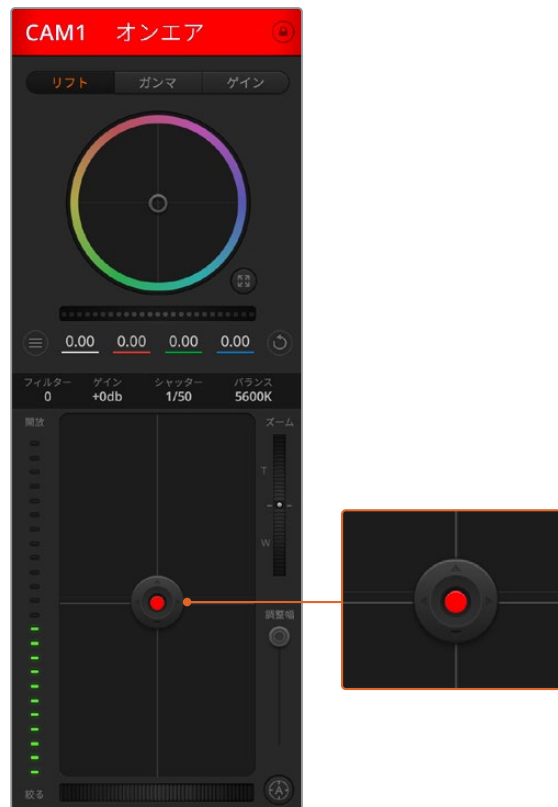 CAM1 オンエア
リフト ガンマ ゲイン
0.00 0.00 0.00 0.00
フィルター ゲイン シャッター バランス
0 +0db 1/50 5600K
開放 ズーム
T
W
調整幅
絞る A